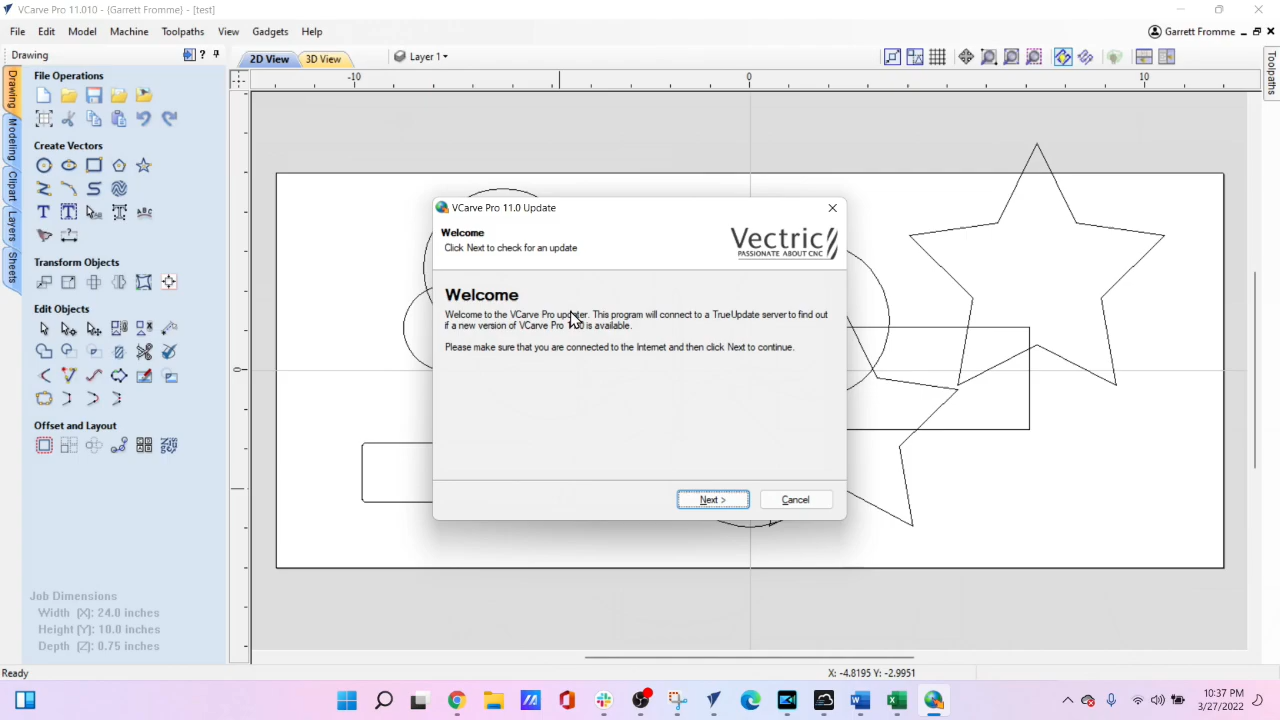 VCarve Pro 11.010 - {Garrett Fromme} - [test]
File Edit Model Machine Toolpaths View Gadgets Help
Garrett Fromme
Drawing
2D View
3D View
Layer 1
Toolpaths
-10 0 10
Drawing
Modeling
Clipart
Layers
Sheets
File Operations
Create Vectors
Transform Objects
Edit Objects
Offset and Layout
VCarve Pro 11.0 Update
Welcome
Click Next to check for an update
Vectric
PASSIONATE ABOUT CNC
Welcome
Welcome to the VCarve Pro updater. This program will connect to a TrueUpdate server to find out
if a new version of VCarve Pro is available.
Please make sure that you are connected to the Internet and then click Next to continue.
Next >
Cancel
0
Job Dimensions
Width [X]: 24.0 inches
Height [Y]: 10.0 inches
Depth [Z]: 0.75 inches
Ready
X: -4.8195 Y: -2.9951
10:37 PM
3/27/2022